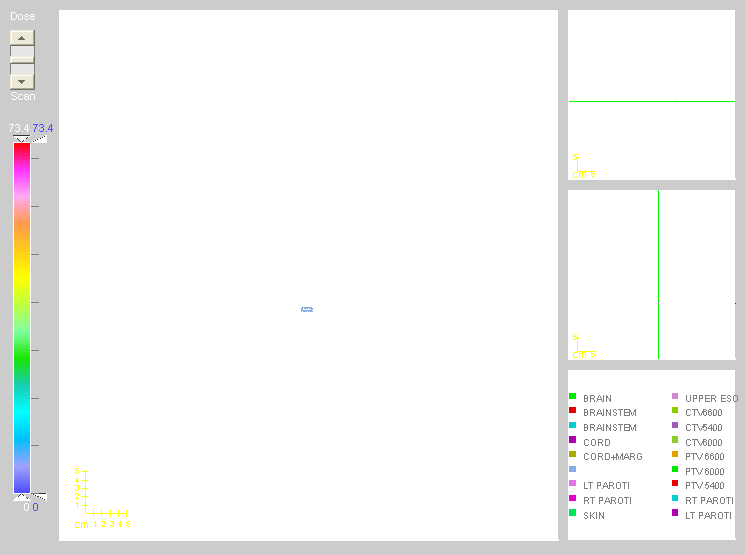 Dose
Scan
73.4 73.4
0 0
5
4
3
2
1
cm 1 2 3 4 5
5
cm 5
5
cm 5
BRAIN UPPER ESO
BRAINSTEM CTV6600
BRAINSTEM CTV5400
CORD CTV6000
CORD+MARG PTV6600
PTV6000
LT PAROTI PTV5400
RT PAROTI RT PAROTI
SKIN LT PAROTI